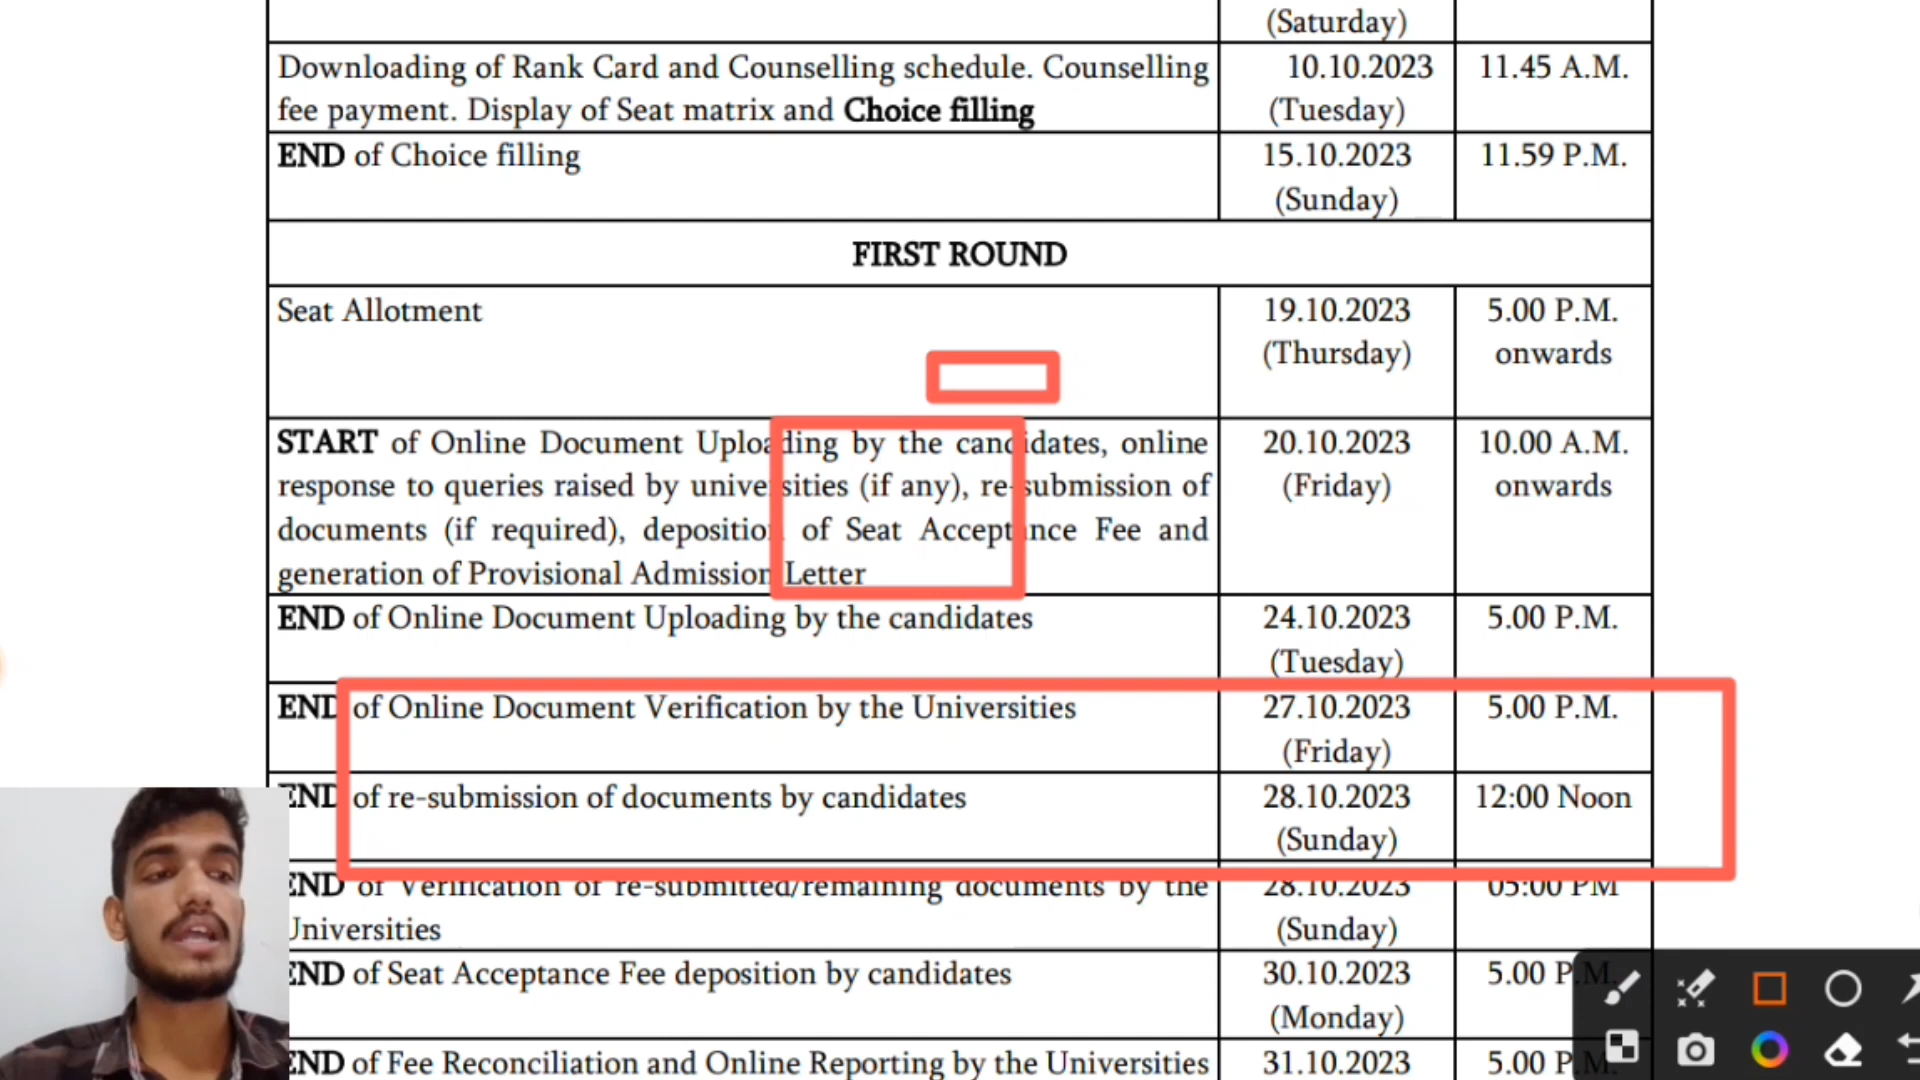 (Saturday)
Downloading of Rank Card and Counselling schedule. Counselling 10.10.2023 11.45 A.M.
fee payment. Display of Seat matrix and Choice filling (Tuesday)
END of Choice filling 15.10.2023 11.59 P.M.
(Sunday)
FIRST ROUND
Seat Allotment 19.10.2023 5.00 P.M.
(Thursday) onwards
START of Online Document Uploading by the candidates, online 20.10.2023 10.00 A.M.
response to queries raised by universities (if any), re-submission of (Friday) onwards
documents (if required), deposition of Seat Acceptance Fee and
generation of Provisional Admission Letter
END of Online Document Uploading by the candidates 24.10.2023 5.00 P.M.
(Tuesday)
END of Online Document Verification by the Universities 27.10.2023 5.00 P.M.
(Friday)
END of re-submission of documents by candidates 28.10.2023 12:00 Noon
(Sunday)
END of Verification of re-submitted/remaining documents by the 28.10.2023 05:00 PM
Universities (Sunday)
END of Seat Acceptance Fee deposition by candidates 30.10.2023 5.00 P.M.
(Monday)
END of Fee Reconciliation and Online Reporting by the Universities 31.10.2023 5.00 P.M.